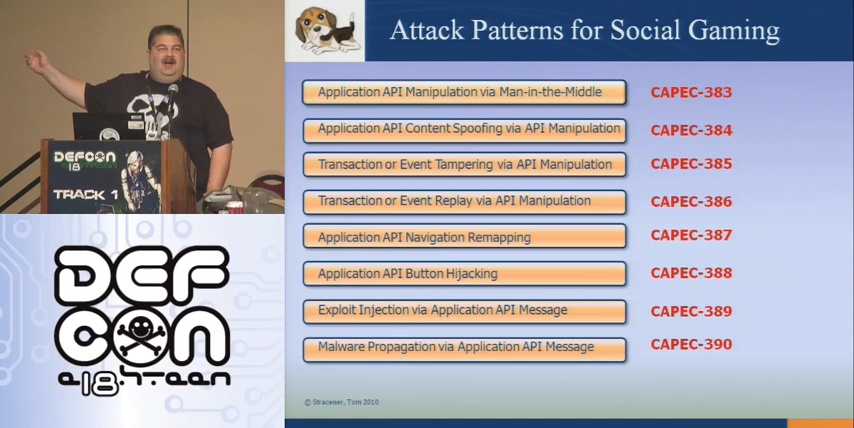 Attack Patterns for Social Gaming
Application API Manipulation via Man-in-the-Middle CAPEC-383
Application API Content Spoofing via API Manipulation CAPEC-384
Transaction or Event Tampering via API Manipulation CAPEC-385
Transaction or Event Replay via API Manipulation CAPEC-386
Application API Navigation Remapping CAPEC-387
Application API Button Hijacking CAPEC-388
Exploit Injection via Application API Message CAPEC-389
Malware Propagation via Application API Message CAPEC-390
© Stracener, Tom 2010
DEFCON
18
TRACK 1
DEF
CON
e18hteen